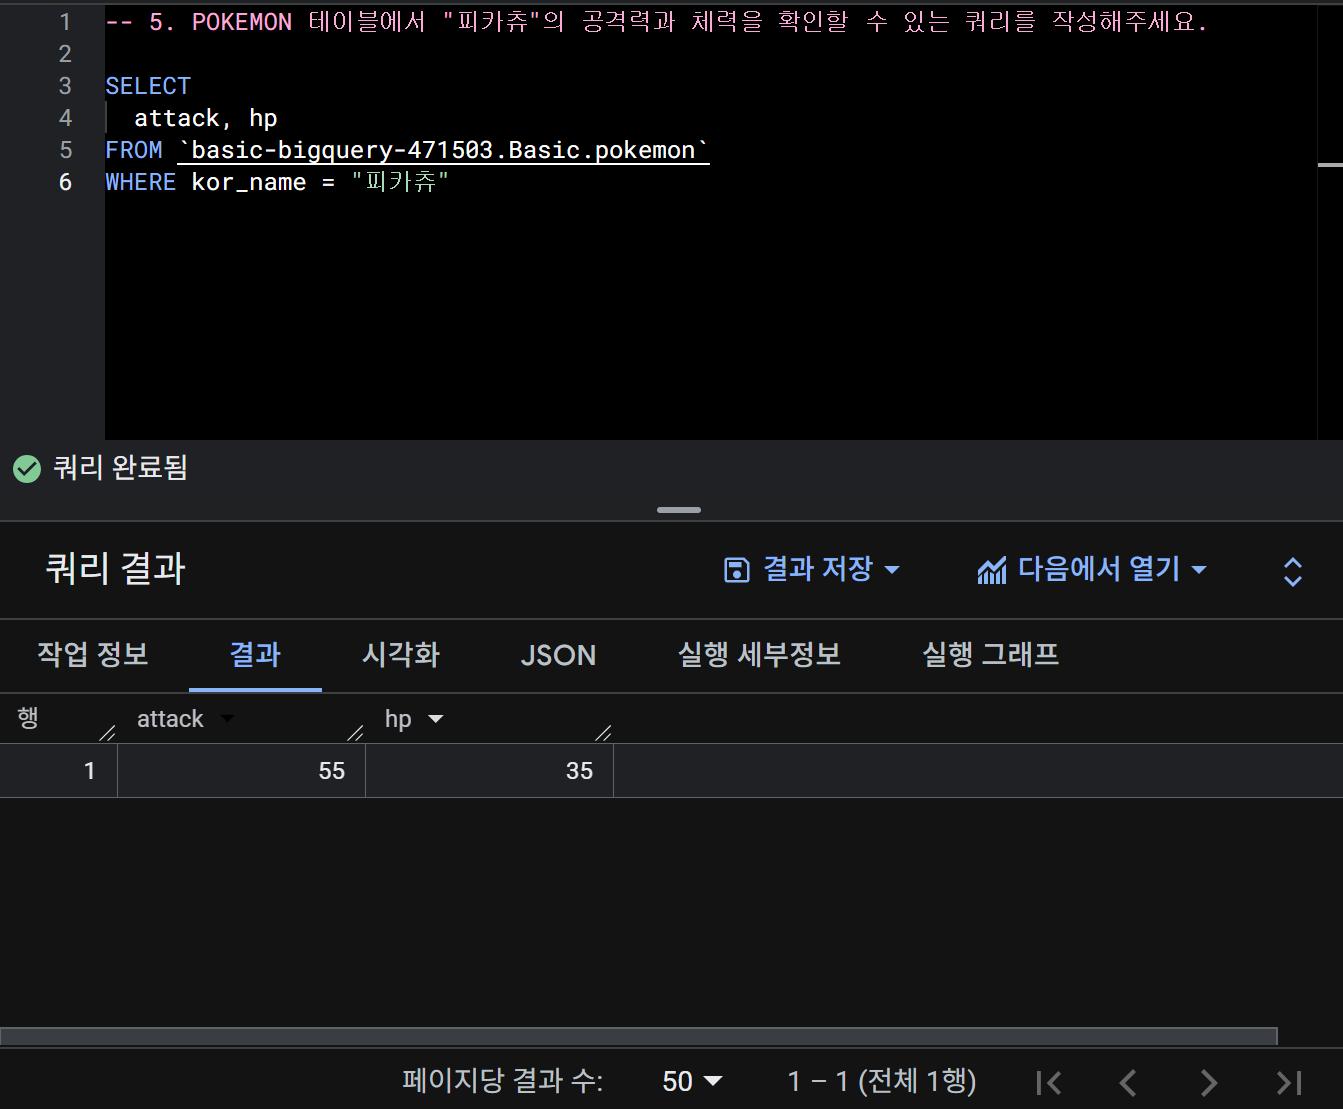 1 -- 5. POKEMON 테이블에서 "피카츄"의 공격력과 체력을 확인할 수 있는 쿼리를 작성해주세요.
2
3 SELECT
4 attack, hp
5 FROM `basic-bigquery-471503.Basic.pokemon`
6 WHERE kor_name = "피카츄"
쿼리 완료됨
쿼리 결과 결과 저장 다음에서 열기
작업 정보 결과 시각화 JSON 실행 세부정보 실행 그래프
행 attack hp
1 55 35
페이지당 결과 수: 50 1 – 1 (전체 1행)